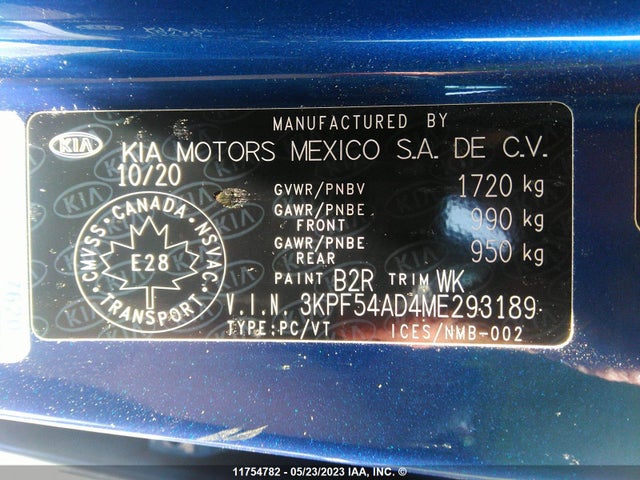 MANUFACTURED BY
KIA KIA MOTORS MEXICO S.A. DE C.V.
10/20
GVWR/PNBV 1720 kg
GAWR/PNBE FRONT 990 kg
GAWR/PNBE REAR 950 kg
CANADA
CMVSS NSVAC
E28
TRANSPORT
PAINT B2R TRIM WK
V.I.N. 3KPF54AD4ME293189
TYPE:PC/VT ICES/NMB-002
11754782 - 05/23/2023 IAA, INC. ©